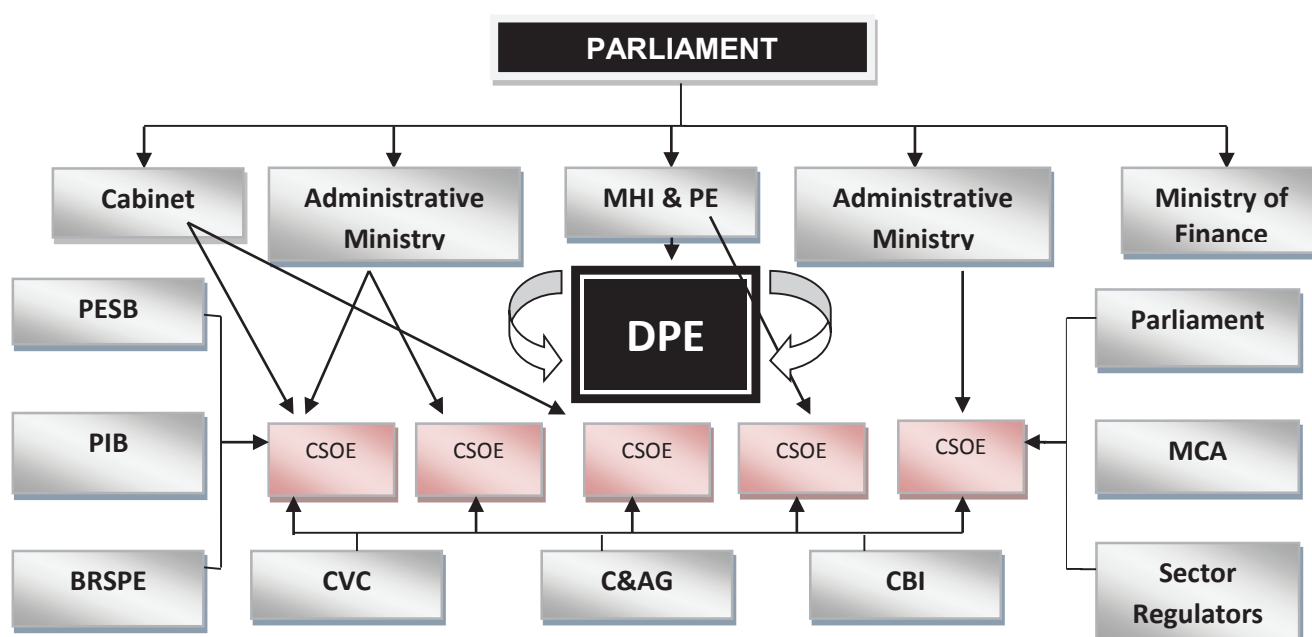 PARLIAMENT
Cabinet
Administrative
Ministry
MHI & PE
Administrative
Ministry
Ministry of
Finance
PESB
DPE
Parliament
PIB
CSOE
CSOE
CSOE
CSOE
CSOE
MCA
BRSPE
CVC
C&AG
CBI
Sector
Regulators